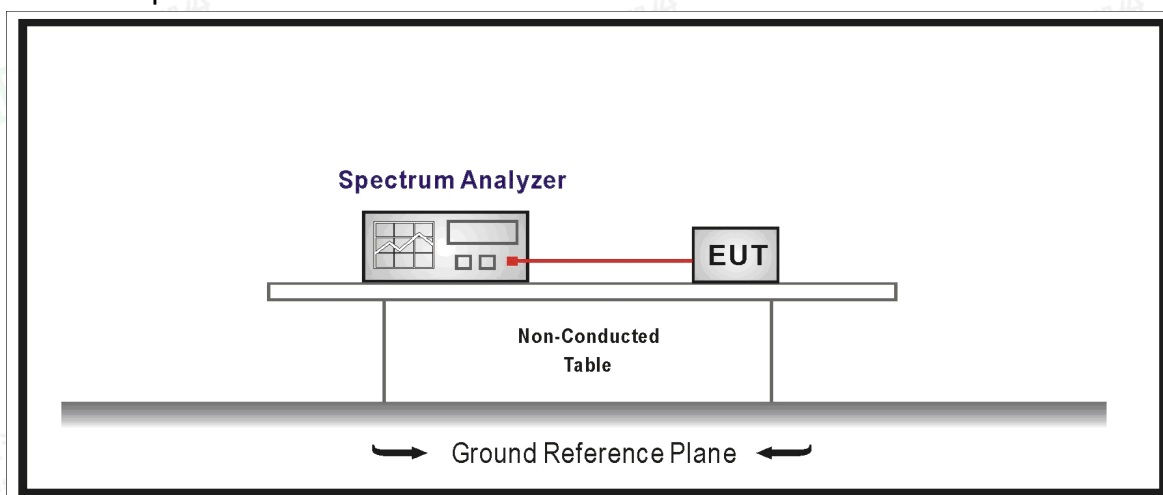 Spectrum Analyzer
EUT
Non-Conducted
Table
Ground Reference Plane